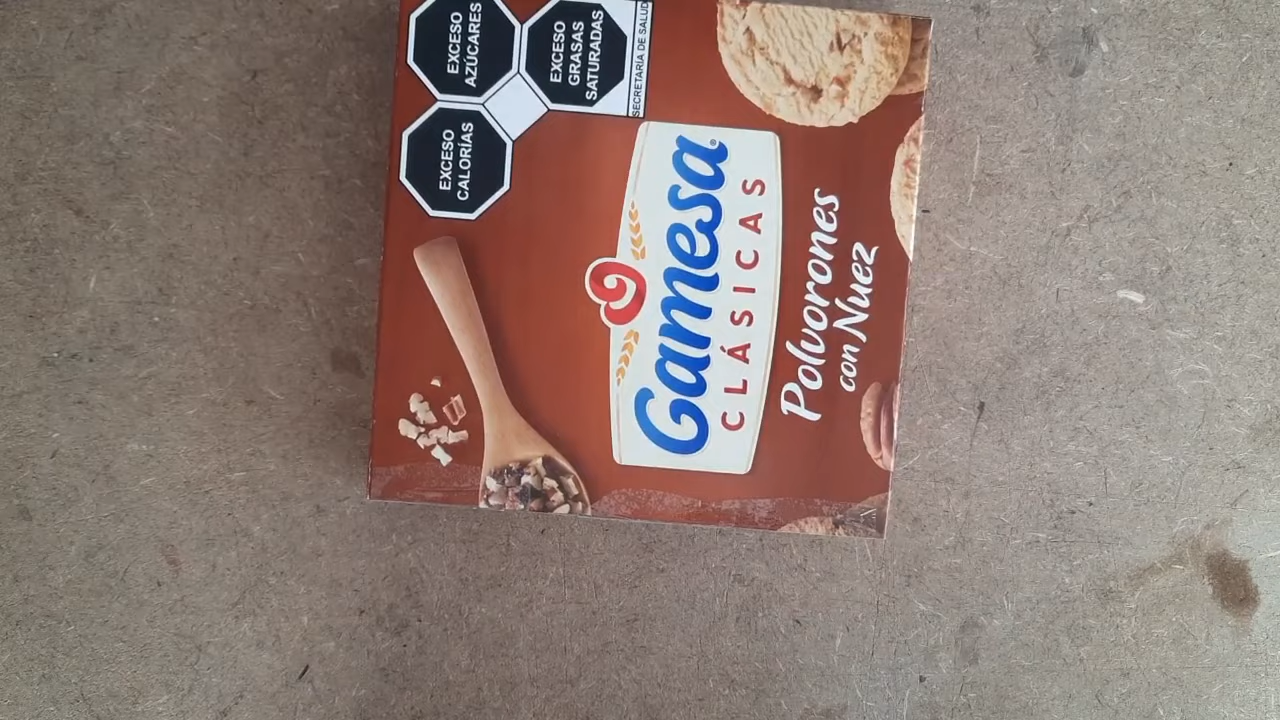 EXCESO
CALORÍAS
EXCESO
AZÚCARES
EXCESO
GRASAS
SATURADAS
SECRETARÍA DE SALUD
Gamesa
CLÁSICAS
Polvorones
con Nuez